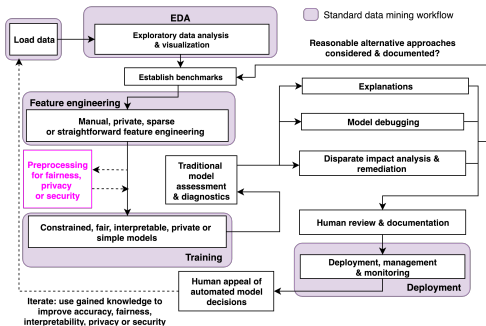 EDA
Standard data mining workflow
Load data
Exploratory data analysis
& visualization
Reasonable alternative approaches
considered & documented?
Establish benchmarks
Feature engineering
Explanations
Manual, private, sparse
or straightforward feature engineering
Model debugging
Preprocessing
for fairness,
privacy
or security
Traditional
model
assessment
& diagnostics
Disparate impact analysis &
remediation
Constrained, fair, interpretable, private or
simple models
Training
Human review & documentation
Deployment, management
& monitoring
Deployment
Human appeal of
automated model
decisions
Iterate: use gained knowledge to
improve accuracy, fairness,
interpretability, privacy or security